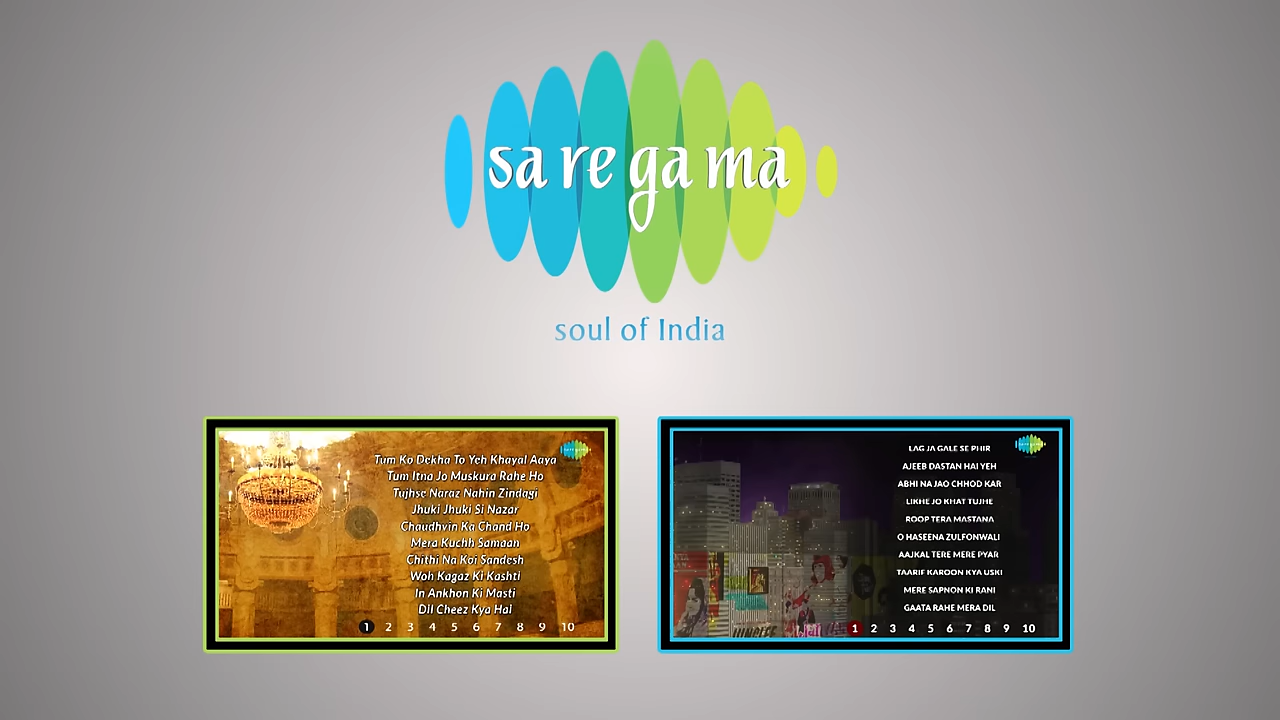 sa re ga ma
soul of India
Tum Ko Dekha To Yeh Khayal Aaya
Tum Itna Jo Muskura Rahe Ho
Tujhse Naraz Nahin Zindagi
Jhuki Jhuki Si Nazar
Chaudhvin Ka Chand Ho
Mera Kuchh Samaan
Chithi Na Koi Sandesh
Woh Kagaz Ki Kashti
In Ankhon Ki Masti
Dil Cheez Kya Hai
1 2 3 4 5 6 7 8 9 10
LAG JA GALE SE PHIR
AJEEB DASTAN HAI YEH
ABHI NA JAO CHHOD KAR
LIKHE JO KHAT TUJHE
ROOP TERA MASTANA
O HASEENA ZULFONWALI
AAJKAL TERE MERE PYAR
TAARIF KAROON KYA USKI
MERE SAPNON KI RANI
GAATA RAHE MERA DIL
1 2 3 4 5 6 7 8 9 10